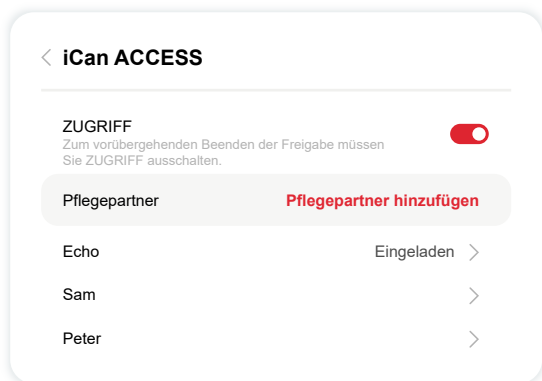 iCan ACCESS
ZUGRIFF
Zum vorübergehenden Beenden der Freigabe müssen
Sie ZUGRIFF ausschalten.
Pflegepartner Pflegepartner hinzufügen
Echo Eingeladen
Sam
Peter